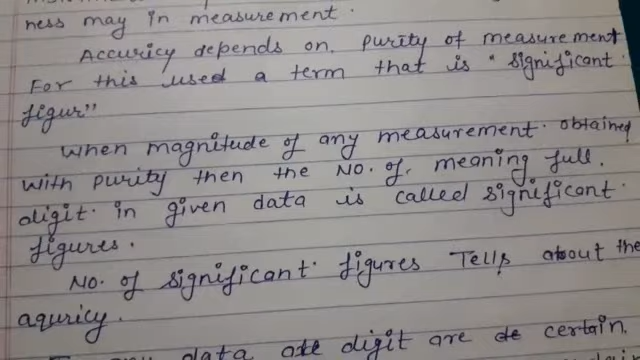 ness may in measurement.
Accuricy depends on. purity of measurement
For this used a term that is "significant
figur"
when magnitude of any measurement. obtained
with purity then the No. of. meaning full.
digit. in given data is called significant.
figures.
No. of significant. figures Tells about the
aquricy.
data digit are certain.